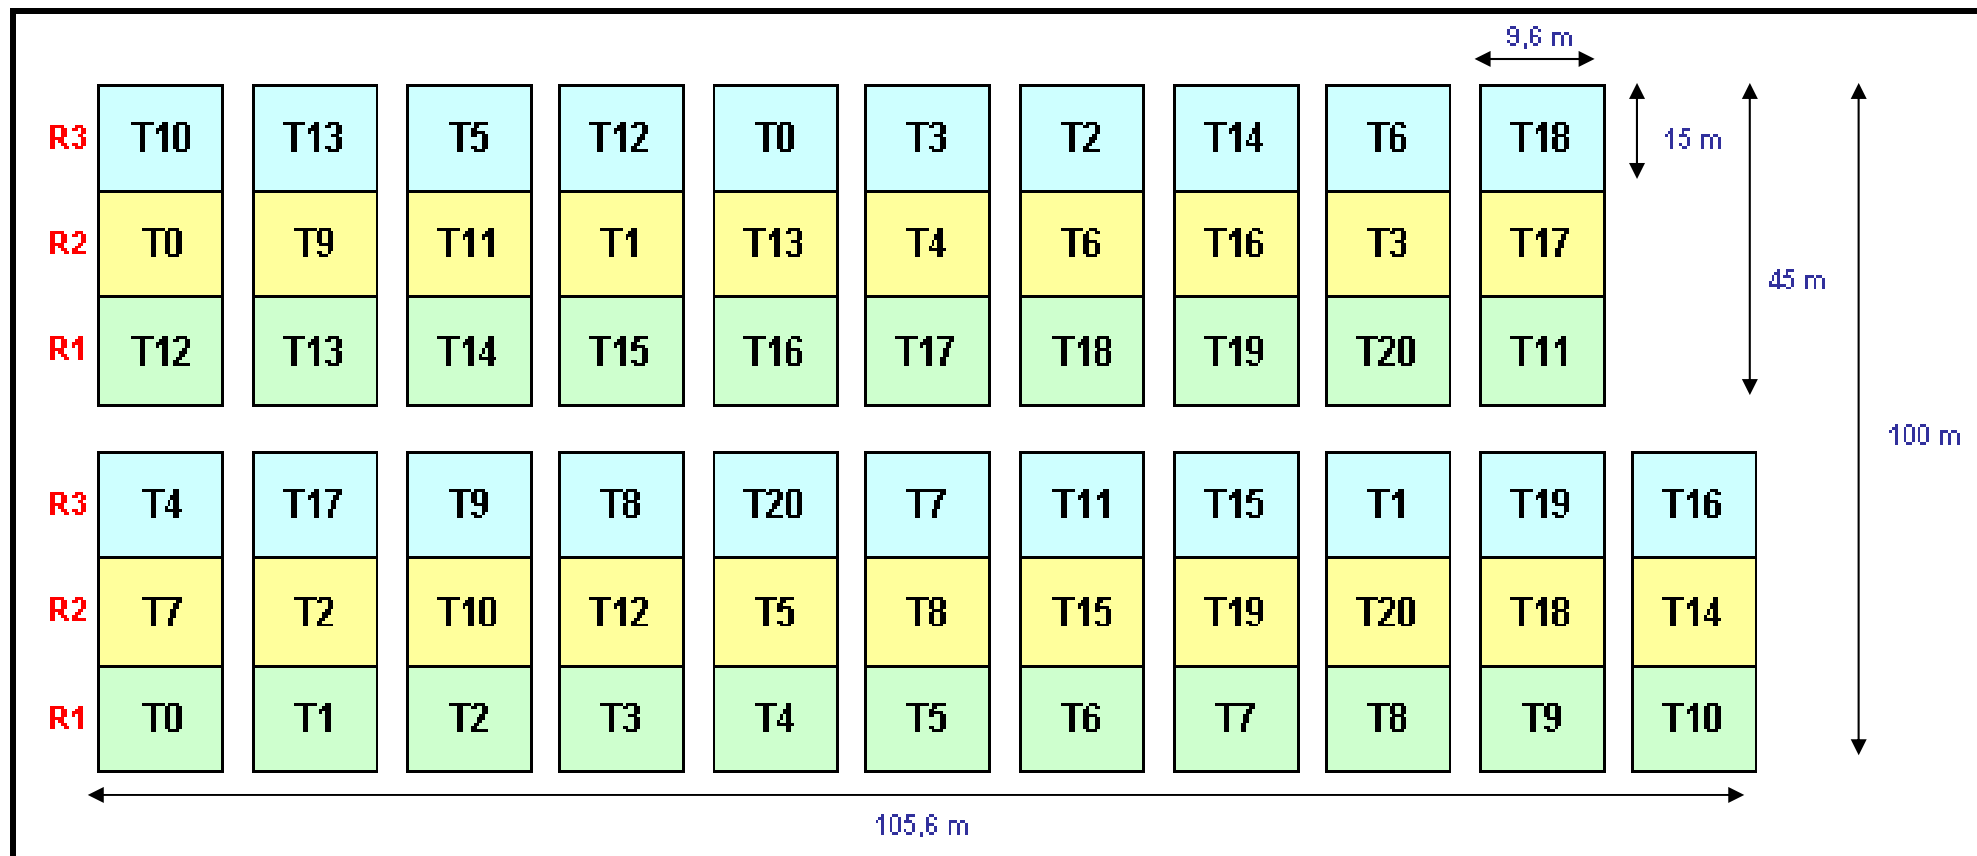 9,6 m
R3 T10 T13 T5 T12 T0 T3 T2 T14 T6 T18 15 m
R2 T0 T9 T11 T1 T13 T4 T6 T16 T3 T17
45 m
R1 T12 T13 T14 T15 T16 T17 T18 T19 T20 T11
100 m
R3 T4 T17 T9 T8 T20 T7 T11 T15 T1 T19 T16
R2 T7 T2 T10 T12 T5 T8 T15 T19 T20 T18 T14
R1 T0 T1 T2 T3 T4 T5 T6 T7 T8 T9 T10
105,6 m